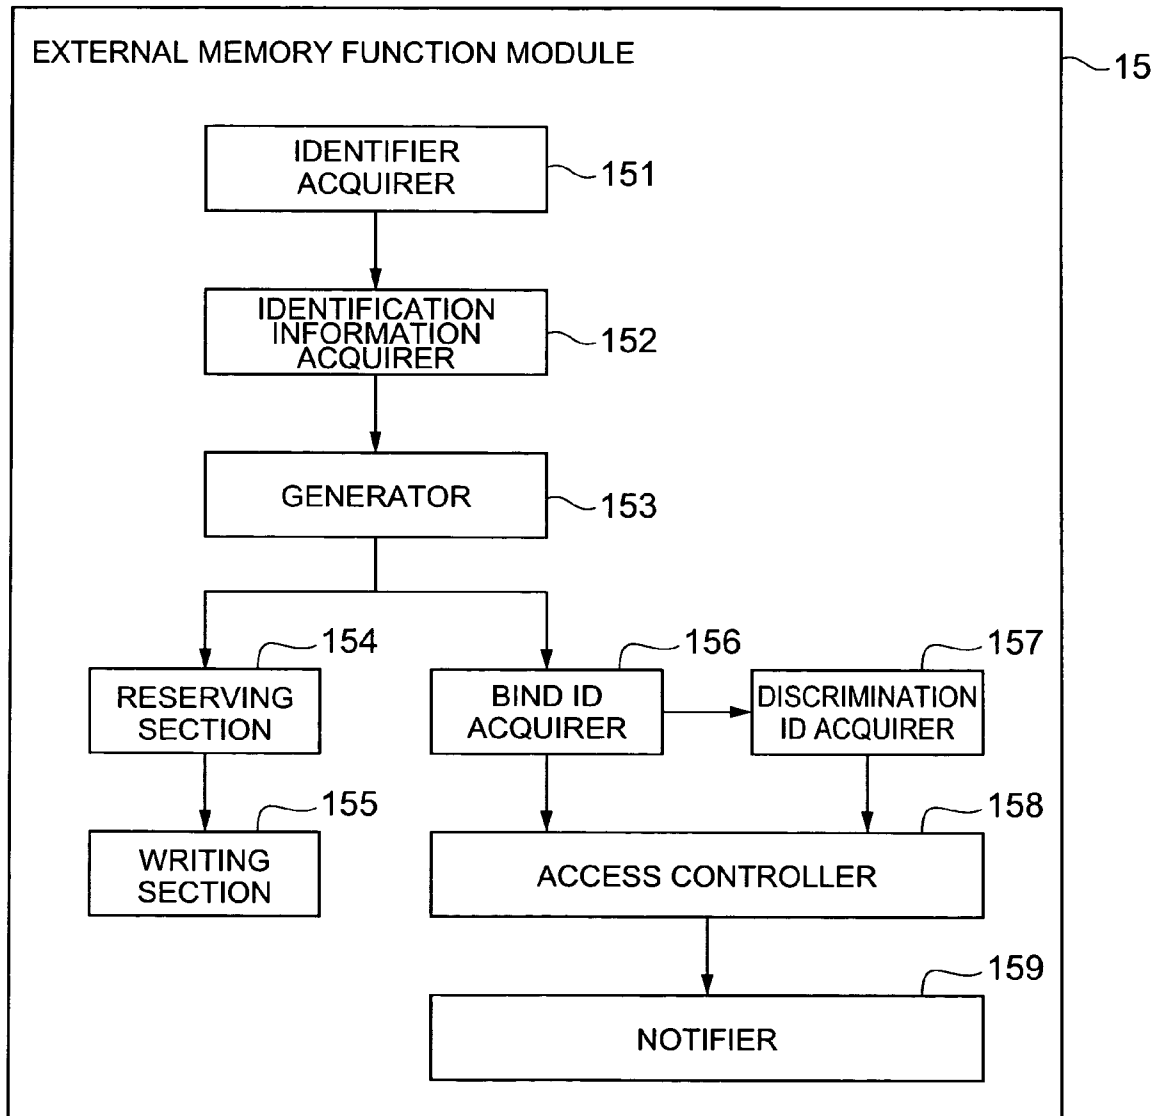 EXTERNAL MEMORY FUNCTION MODULE
15
IDENTIFIER
ACQUIRER
151
IDENTIFICATION
INFORMATION
ACQUIRER
152
GENERATOR
153
154
RESERVING
SECTION
156
BIND ID
ACQUIRER
157
DISCRIMINATION
ID ACQUIRER
155
WRITING
SECTION
158
ACCESS CONTROLLER
159
NOTIFIER